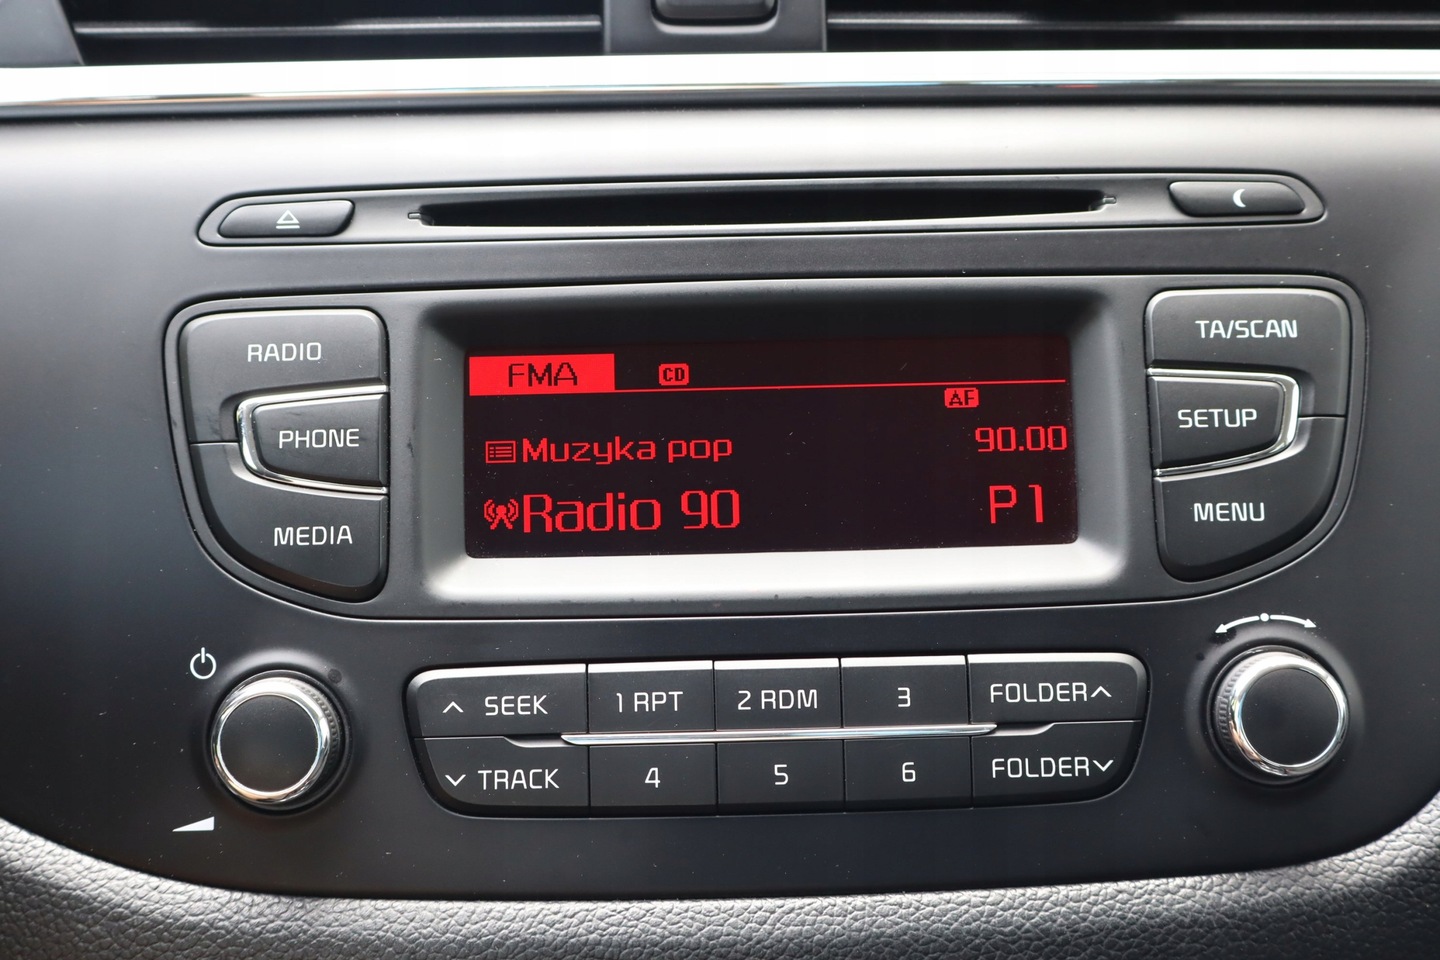 RADIO
PHONE
MEDIA
FMA CD
AF
Muzyka pop 90.00
Radio 90 P1
TA/SCAN
SETUP
MENU
SEEK 1 RPT 2 RDM 3 FOLDER
TRACK 4 5 6 FOLDER